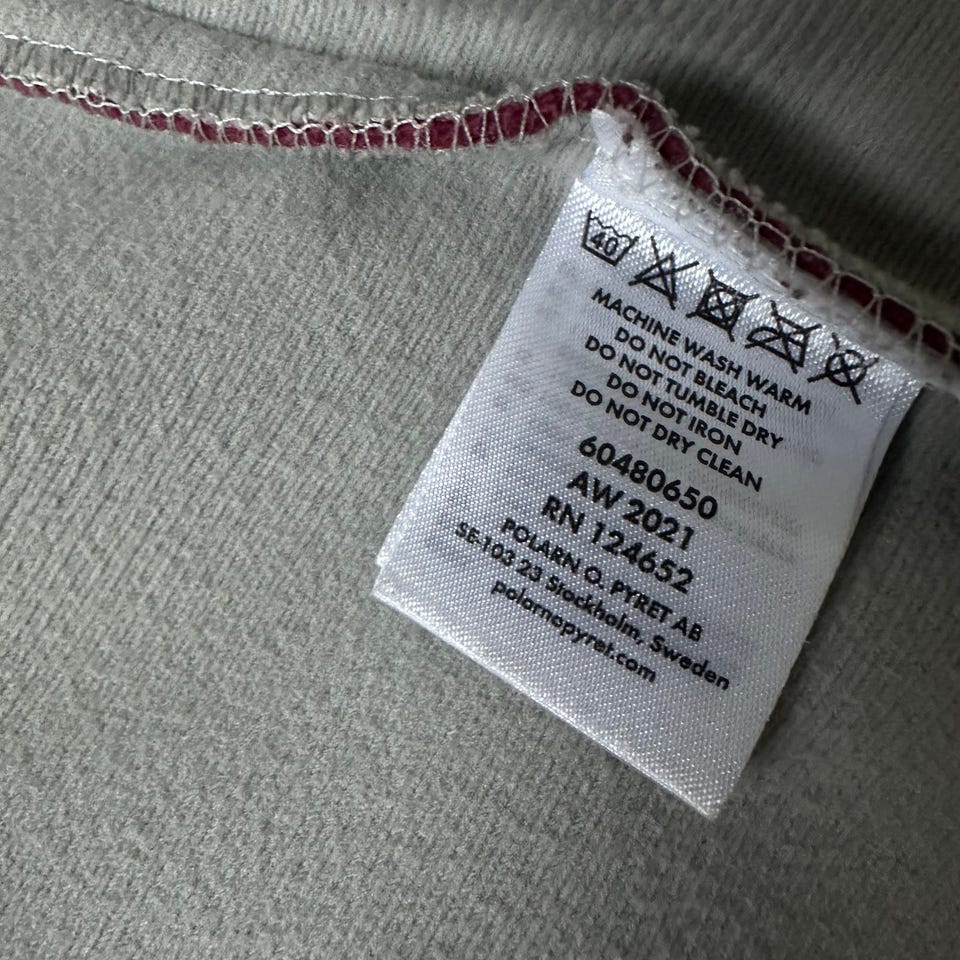 40
MACHINE WASH WARM
DO NOT BLEACH
DO NOT TUMBLE DRY
DO NOT IRON
DO NOT DRY CLEAN
60480650
AW 2021
RN 124652
POLARN O. PYRET AB
SE-103 23 Stockholm, Sweden
polarnopyret.com